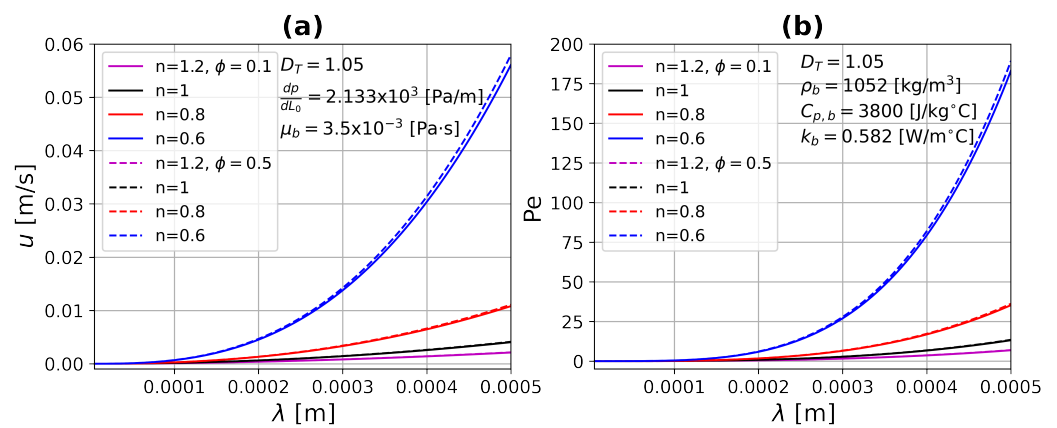 (a)
0.06
0.05
0.04
0.03
0.02
0.01
0.00
u [m/s]
n=1.2, ϕ = 0.1
n=1
n=0.8
n=0.6
n=1.2, ϕ = 0.5
n=1
n=0.8
n=0.6
D_T = 1.05
dp/dL_0 = 2.133x10^3 [Pa/m]
μ_b = 3.5x10^−3 [Pa·s]
0.0001 0.0002 0.0003 0.0004 0.0005
λ [m]
(b)
200
175
150
125
100
75
50
25
0
Pe
n=1.2, ϕ = 0.1
n=1
n=0.8
n=0.6
n=1.2, ϕ = 0.5
n=1
n=0.8
n=0.6
D_T = 1.05
ρ_b = 1052 [kg/m^3]
C_{p,b} = 3800 [J/kg°C]
k_b = 0.582 [W/m°C]
0.0001 0.0002 0.0003 0.0004 0.0005
λ [m]